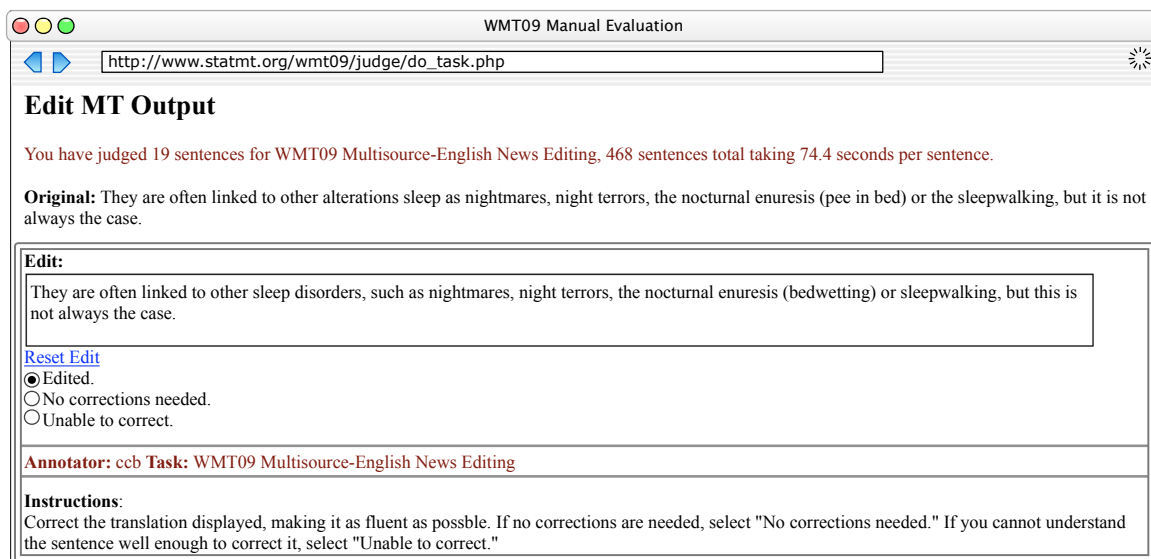 WMT09 Manual Evaluation
http://www.statmt.org/wmt09/judge/do_task.php
Edit MT Output
You have judged 19 sentences for WMT09 Multisource-English News Editing, 468 sentences total taking 74.4 seconds per sentence.
Original: They are often linked to other alterations sleep as nightmares, night terrors, the nocturnal enuresis (pee in bed) or the sleepwalking, but it is not
always the case.
Edit:
They are often linked to other sleep disorders, such as nightmares, night terrors, the nocturnal enuresis (bedwetting) or sleepwalking, but this is
not always the case.
Reset Edit
Edited.
No corrections needed.
Unable to correct.
Annotator: ccb Task: WMT09 Multisource-English News Editing
Instructions:
Correct the translation displayed, making it as fluent as possble. If no corrections are needed, select "No corrections needed." If you cannot understand
the sentence well enough to correct it, select "Unable to correct."